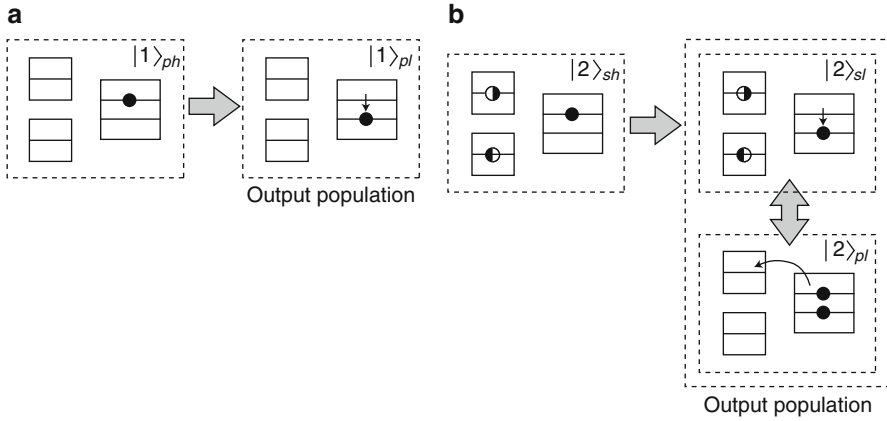 a
|1⟩ph
|1⟩pl
Output population
b
|2⟩sh
|2⟩sl
|2⟩pl
Output population